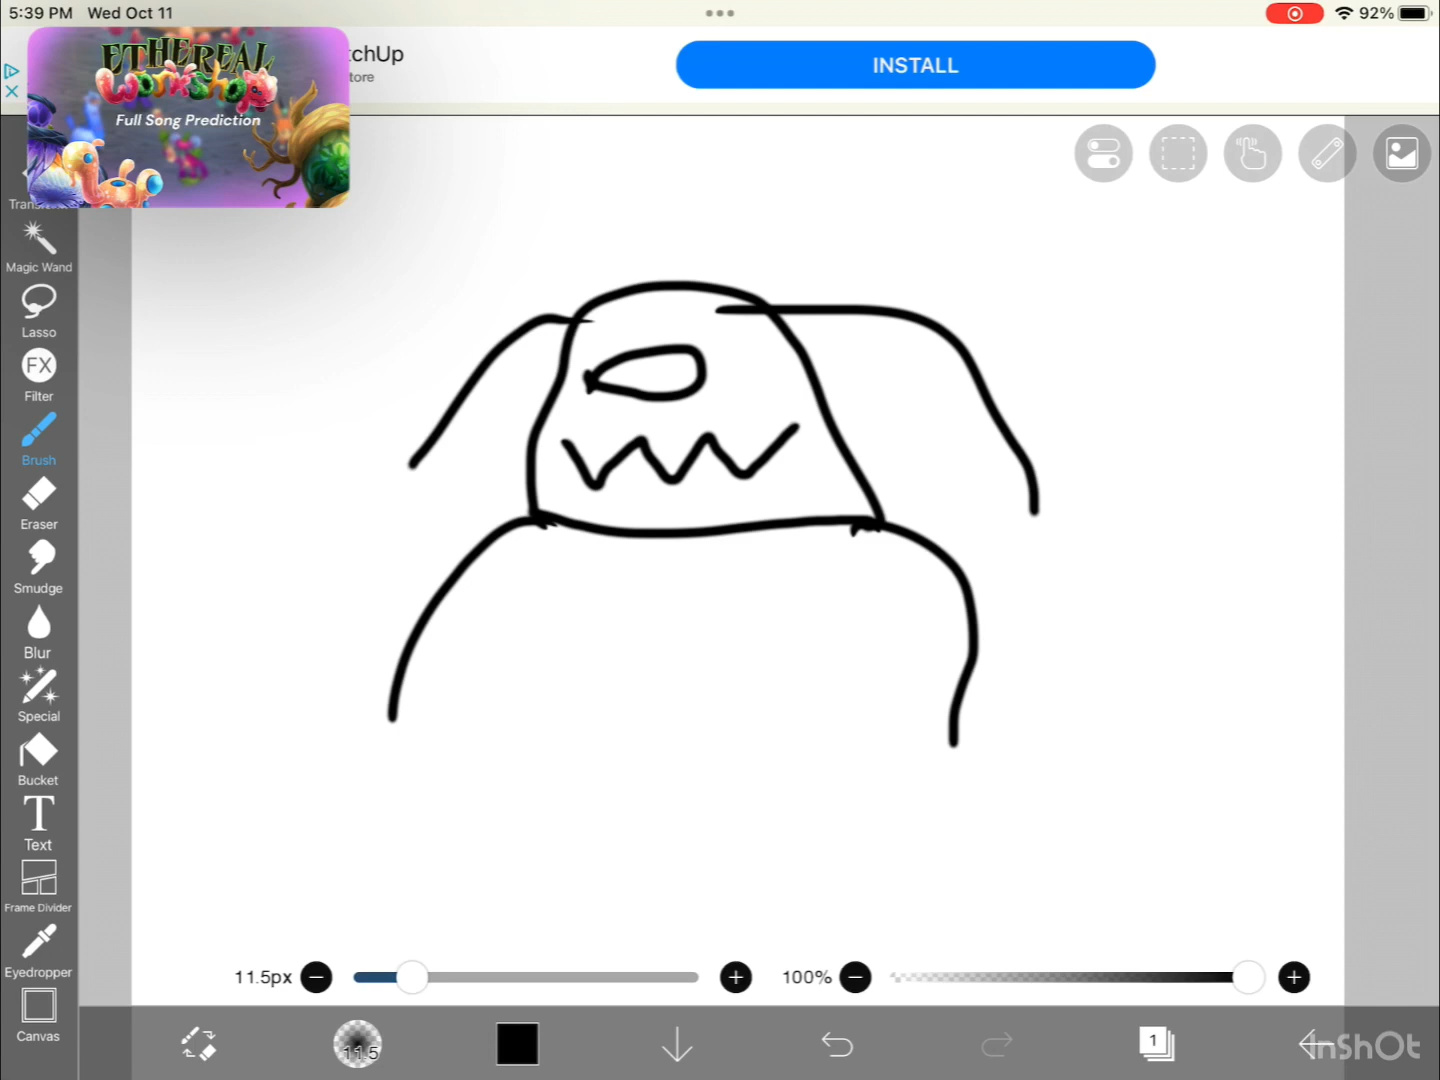 5:39 PM Wed Oct 11
92%
ETHEREAL
Workshop
Full Song Prediction
tchUp
tore
INSTALL
Magic Wand
Lasso
FX
Filter
Brush
Eraser
Smudge
Blur
Special
Bucket
T
Text
Frame Divider
Eyedropper
Canvas
11.5px
100%
11.5
1
InShOt